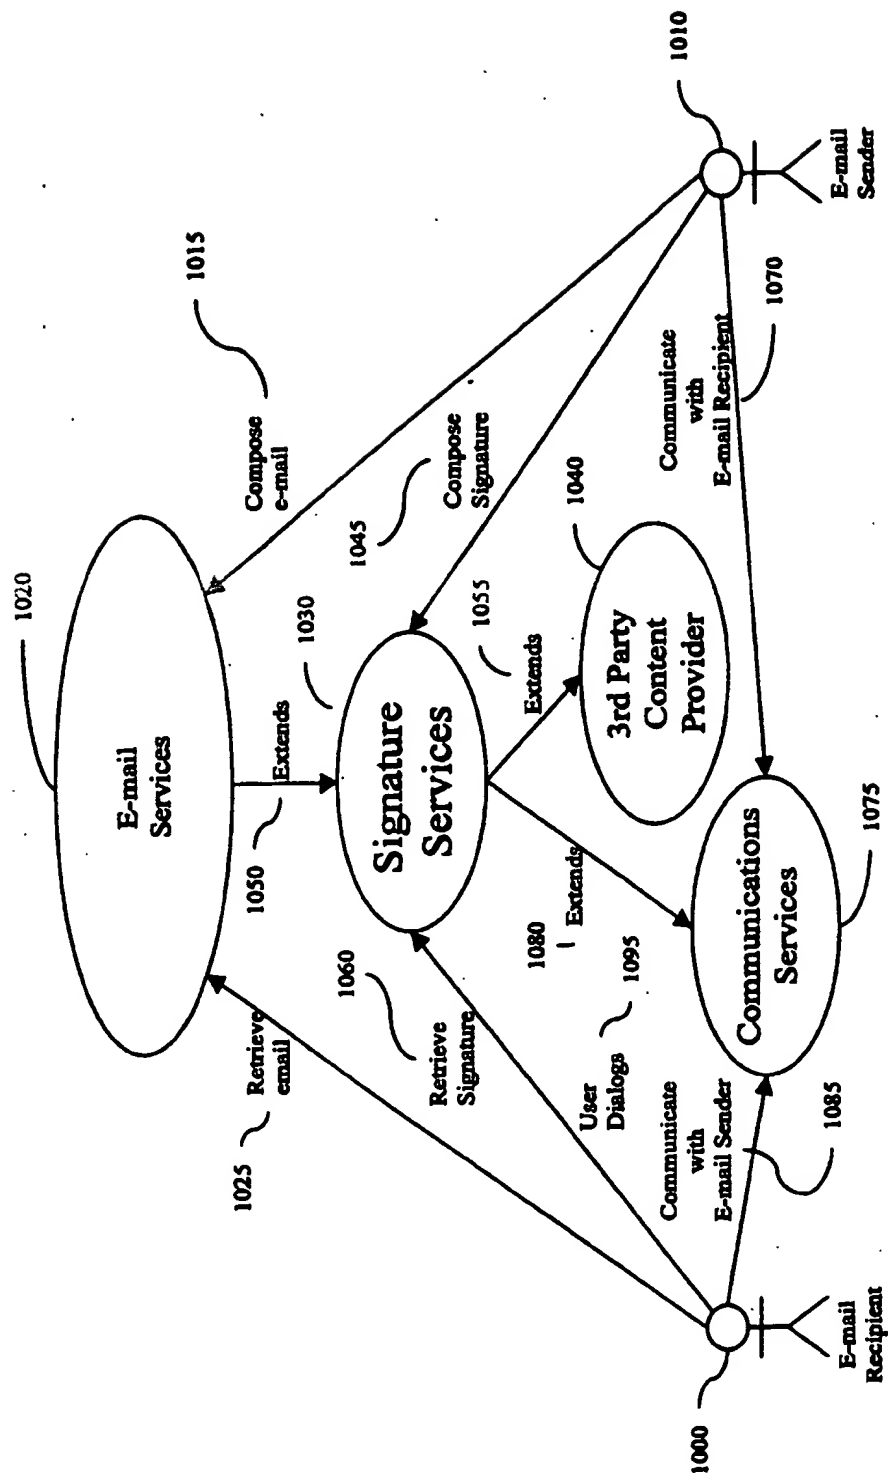 1020
E-mail
Services
1015
Compose
e-mail
1025
Retrieve
email
1050
Extends
1030
1045
Compose
Signature
Signature
Services
1060
Retrieve
Signature
1055
Extends
1040
3rd Party
Content
Provider
1080
Extends
1095
User
Dialogs
Communicate
with
E-mail Sender
1085
Communications
Services
1075
Communicate
with
E-mail Recipient
1070
1000
E-mail
Recipient
1010
E-mail
Sender